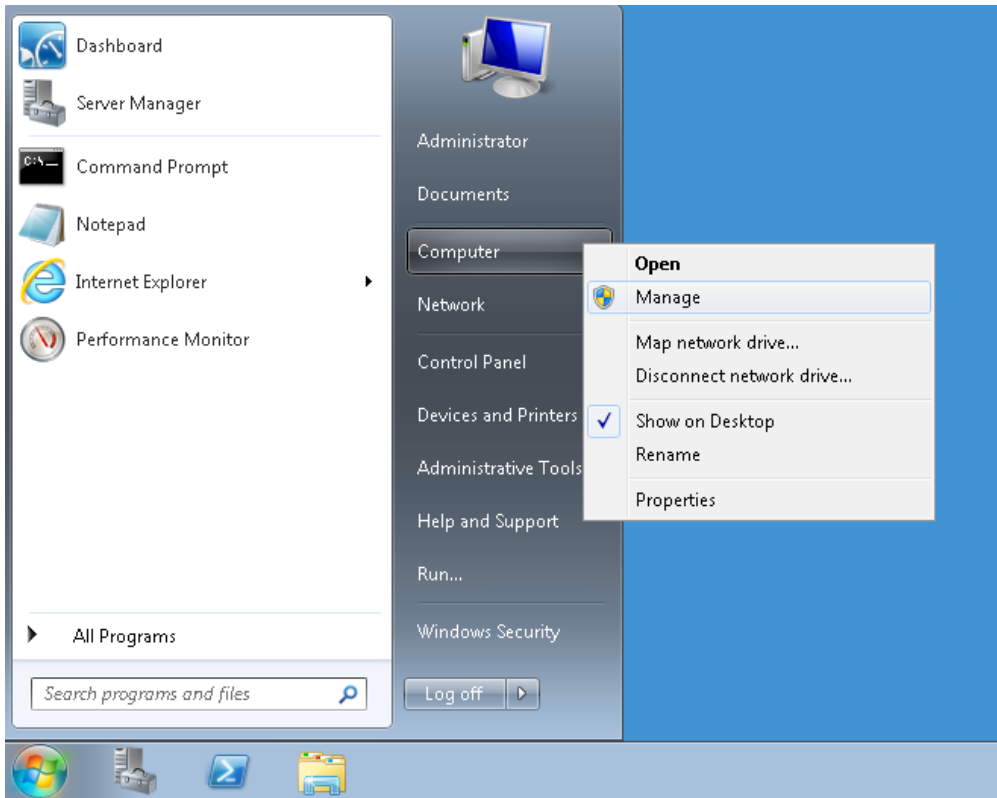 Dashboard
Server Manager
C:\_
Command Prompt
Notepad
Internet Explorer
Performance Monitor
All Programs
Search programs and files
Administrator
Documents
Computer
Network
Control Panel
Devices and Printers
Administrative Tools
Help and Support
Run...
Windows Security
Log off
Open
Manage
Map network drive...
Disconnect network drive...
Show on Desktop
Rename
Properties